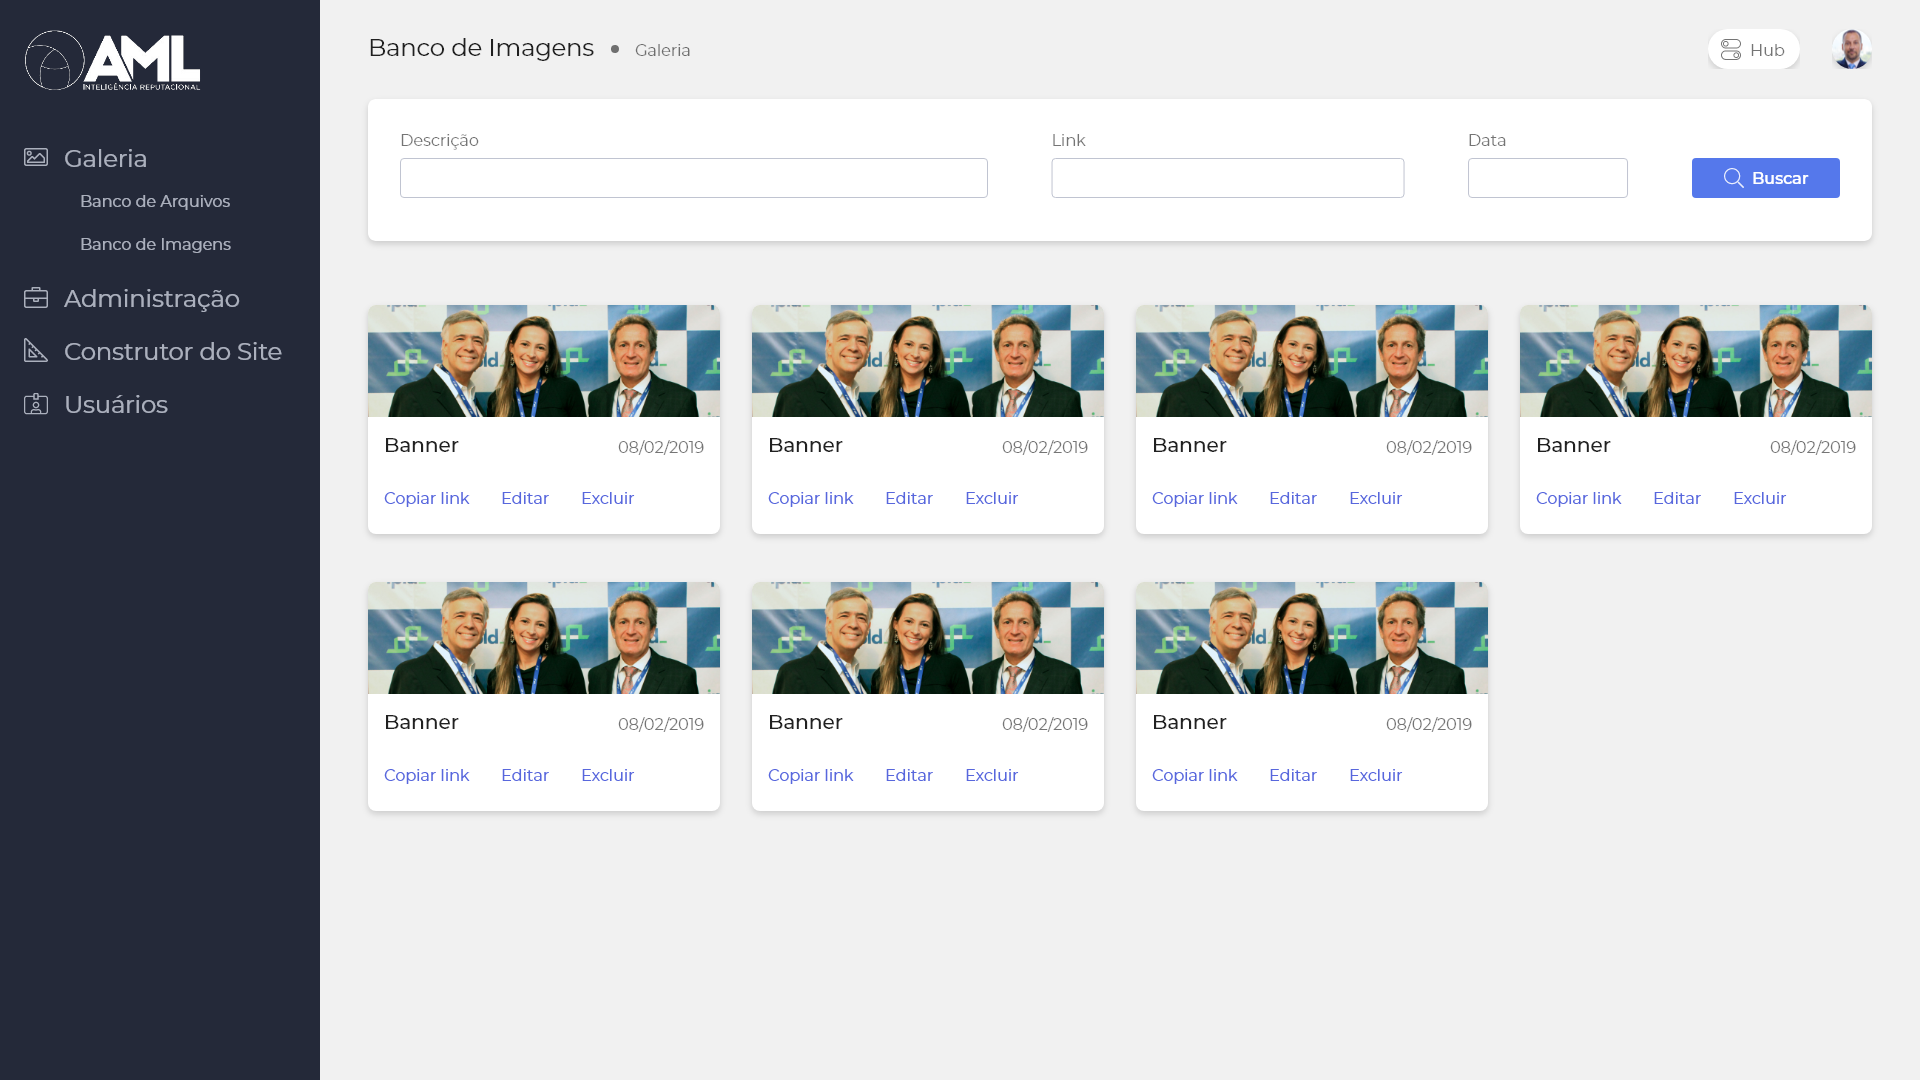 AML
INTELIGÊNCIA REPUTACIONAL
Galeria
Banco de Arquivos
Banco de Imagens
Administração
Construtor do Site
Usuários
Banco de Imagens • Galeria
Hub
Descrição Link Data
Buscar
Banner 08/02/2019
Copiar link Editar Excluir
Banner 08/02/2019
Copiar link Editar Excluir
Banner 08/02/2019
Copiar link Editar Excluir
Banner 08/02/2019
Copiar link Editar Excluir
Banner 08/02/2019
Copiar link Editar Excluir
Banner 08/02/2019
Copiar link Editar Excluir
Banner 08/02/2019
Copiar link Editar Excluir